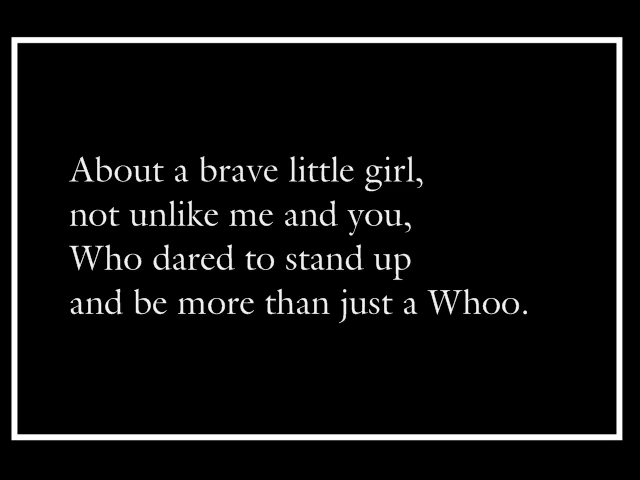 About a brave little girl,
not unlike me and you,
Who dared to stand up
and be more than just a Whoo.